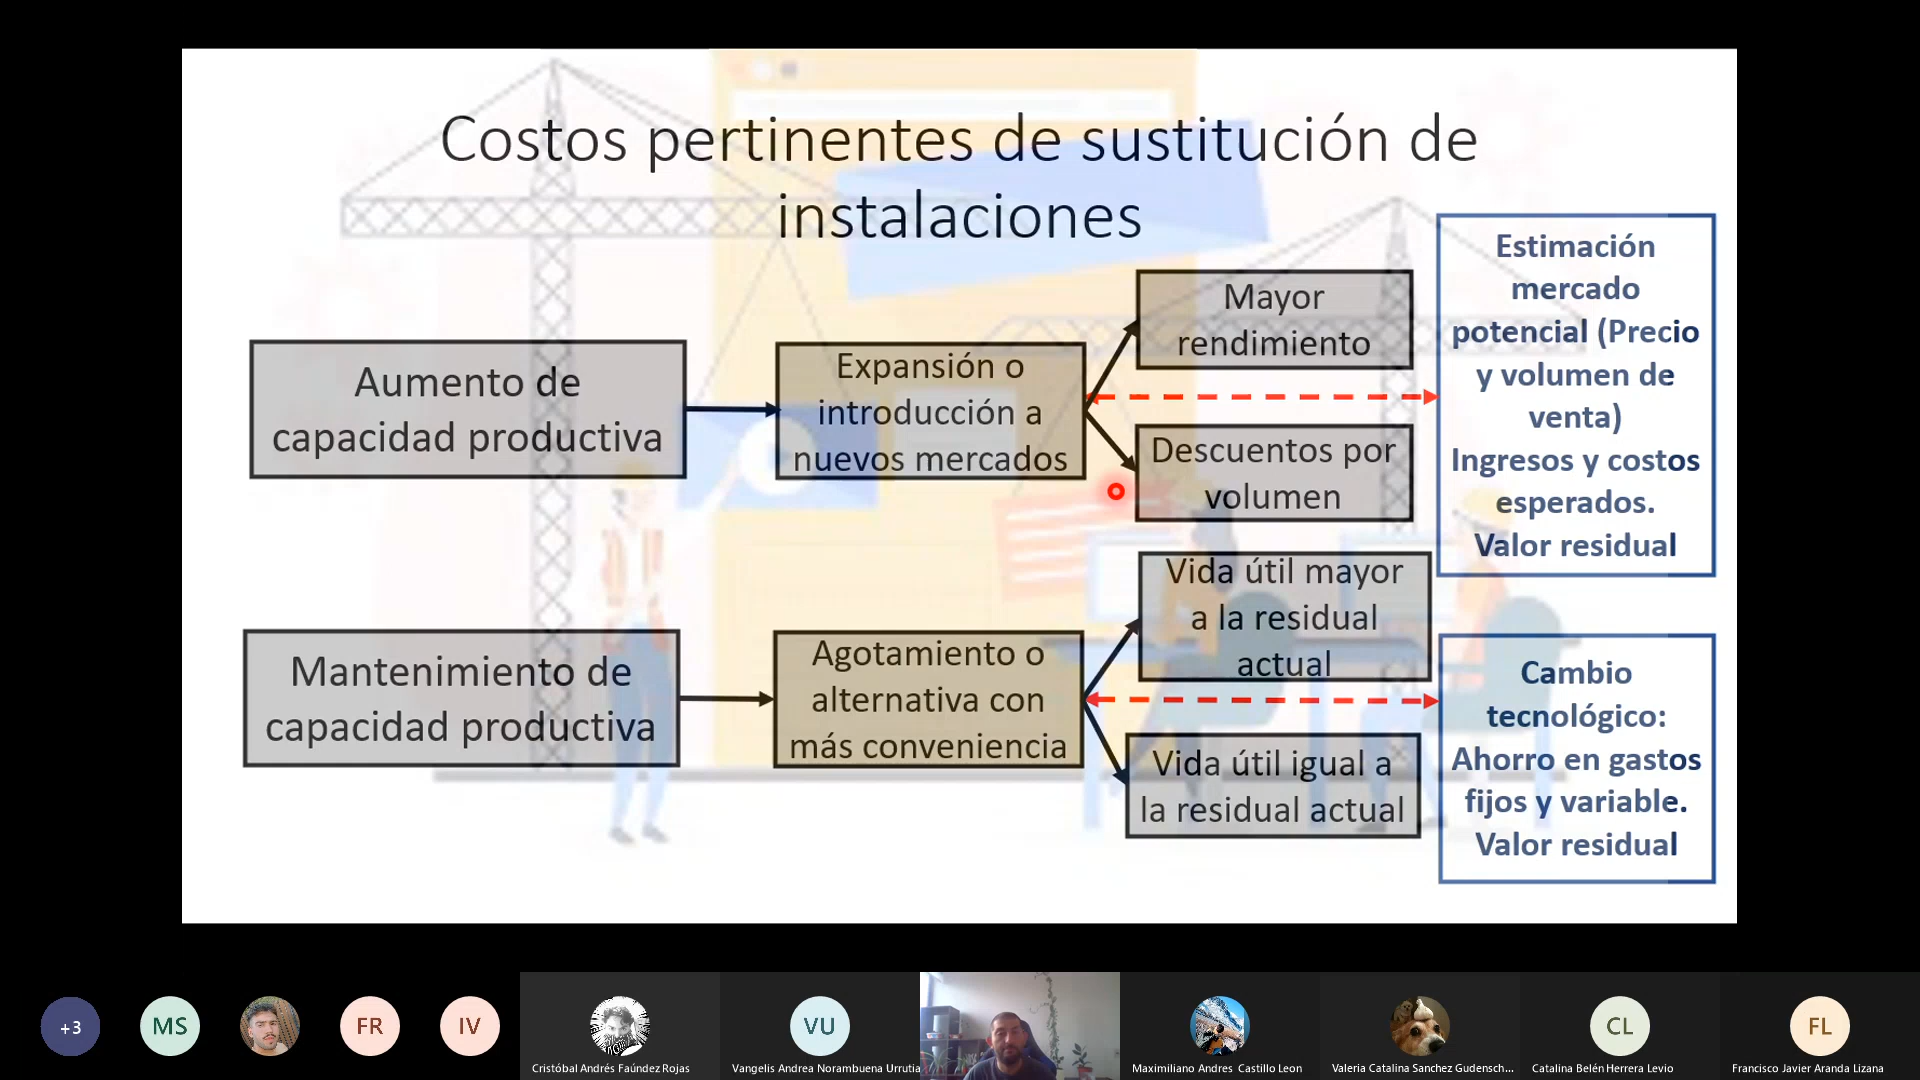 Costos pertinentes de sustitución de
instalaciones
Aumento de
capacidad productiva
Expansión o
introducción a
nuevos mercados
Mayor
rendimiento
Descuentos por
volumen
Estimación
mercado
potencial (Precio
y volumen de
venta)
Ingresos y costos
esperados.
Valor residual
Mantenimiento de
capacidad productiva
Agotamiento o
alternativa con
más conveniencia
Vida útil mayor
a la residual
actual
Vida útil igual a
la residual actual
Cambio
tecnológico:
Ahorro en gastos
fijos y variable.
Valor residual
+3
MS
FR
IV
VU
CL
FL
Cristóbal Andrés Faúndez Rojas
Vangelis Andrea Norambuena Urrutia
Maximiliano Andres Castillo Leon
Valeria Catalina Sanchez Gudensch...
Catalina Belén Herrera Levio
Francisco Javier Aranda Lizana